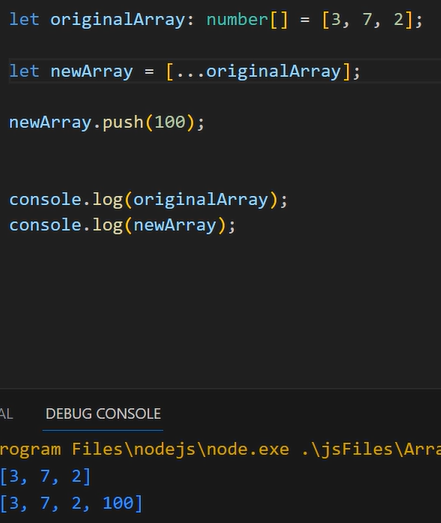 let originalArray: number[] = [3, 7, 2];
let newArray = [...originalArray];
newArray.push(100);
console.log(originalArray);
console.log(newArray);
AL DEBUG CONSOLE
rogram Files\nodejs\node.exe .\jsFiles\Arra
[3, 7, 2]
[3, 7, 2, 100]